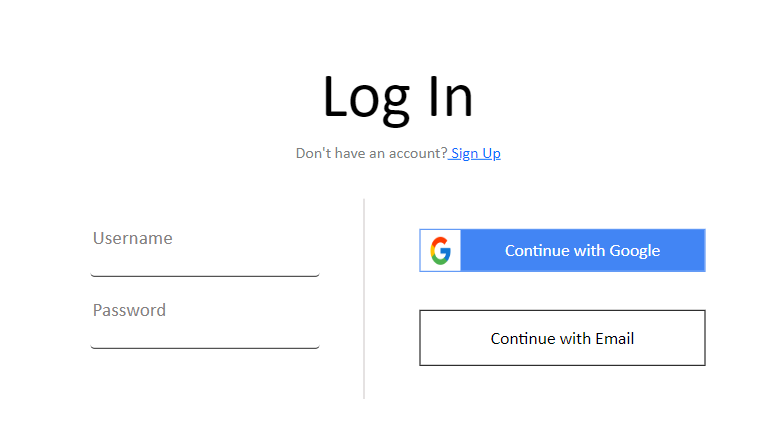 Log In
Don't have an account? Sign Up
Username
Password
Continue with Google
Continue with Email